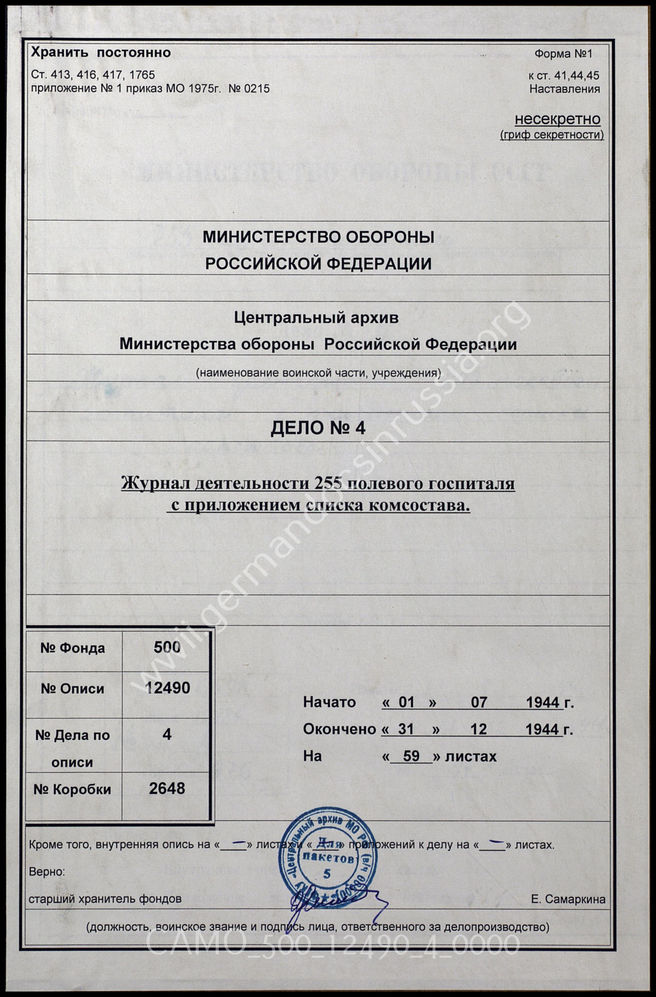 Хранить постоянно
Форма №1
Ст. 413, 416, 417, 1765
к ст. 41,44,45
приложение № 1 приказ МО 1975г. № 0215
Наставления
несекретно
(гриф секретности)
МИНИСТЕРСТВО ОБОРОНЫ
РОССИЙСКОЙ ФЕДЕРАЦИИ
Центральный архив
Министерства обороны Российской Федерации
(наименование воинской части, учреждения)
ДЕЛО № 4
Журнал деятельности 255 полевого госпиталя
с приложением списка комсостава.
www.germandocsinrussia.org
№ Фонда 500
№ Описи 12490
№ Дела по описи 4
№ Коробки 2648
Начато « 01 » 07 1944 г.
Окончено « 31 » 12 1944 г.
На « 59 » листах
Кроме того, внутренняя опись на «—» листах и «—» приложений к делу на «—» листах.
Центральный архив МО РФ
Для
пакетов
5
Верно:
старший хранитель фондов
Е. Самаркина
(должность, воинское звание и подпись лица, ответственного за делопроизводство)
CAMO_500_12490_4_0000